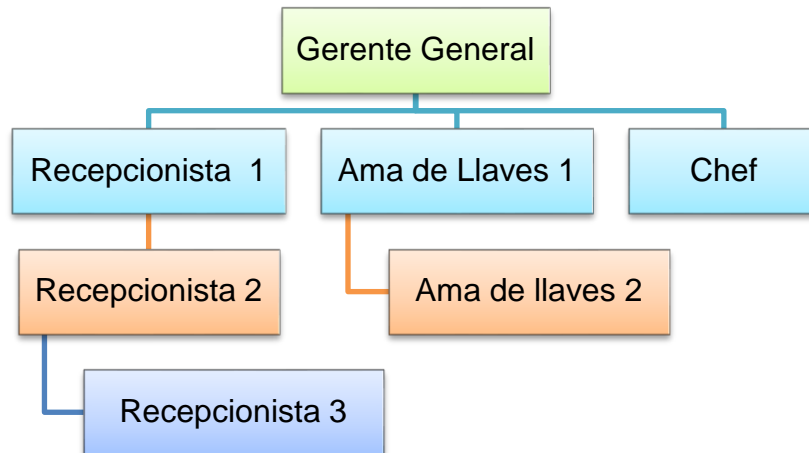 Gerente General
Recepcionista 1
Ama de Llaves 1
Chef
Recepcionista 2
Ama de llaves 2
Recepcionista 3